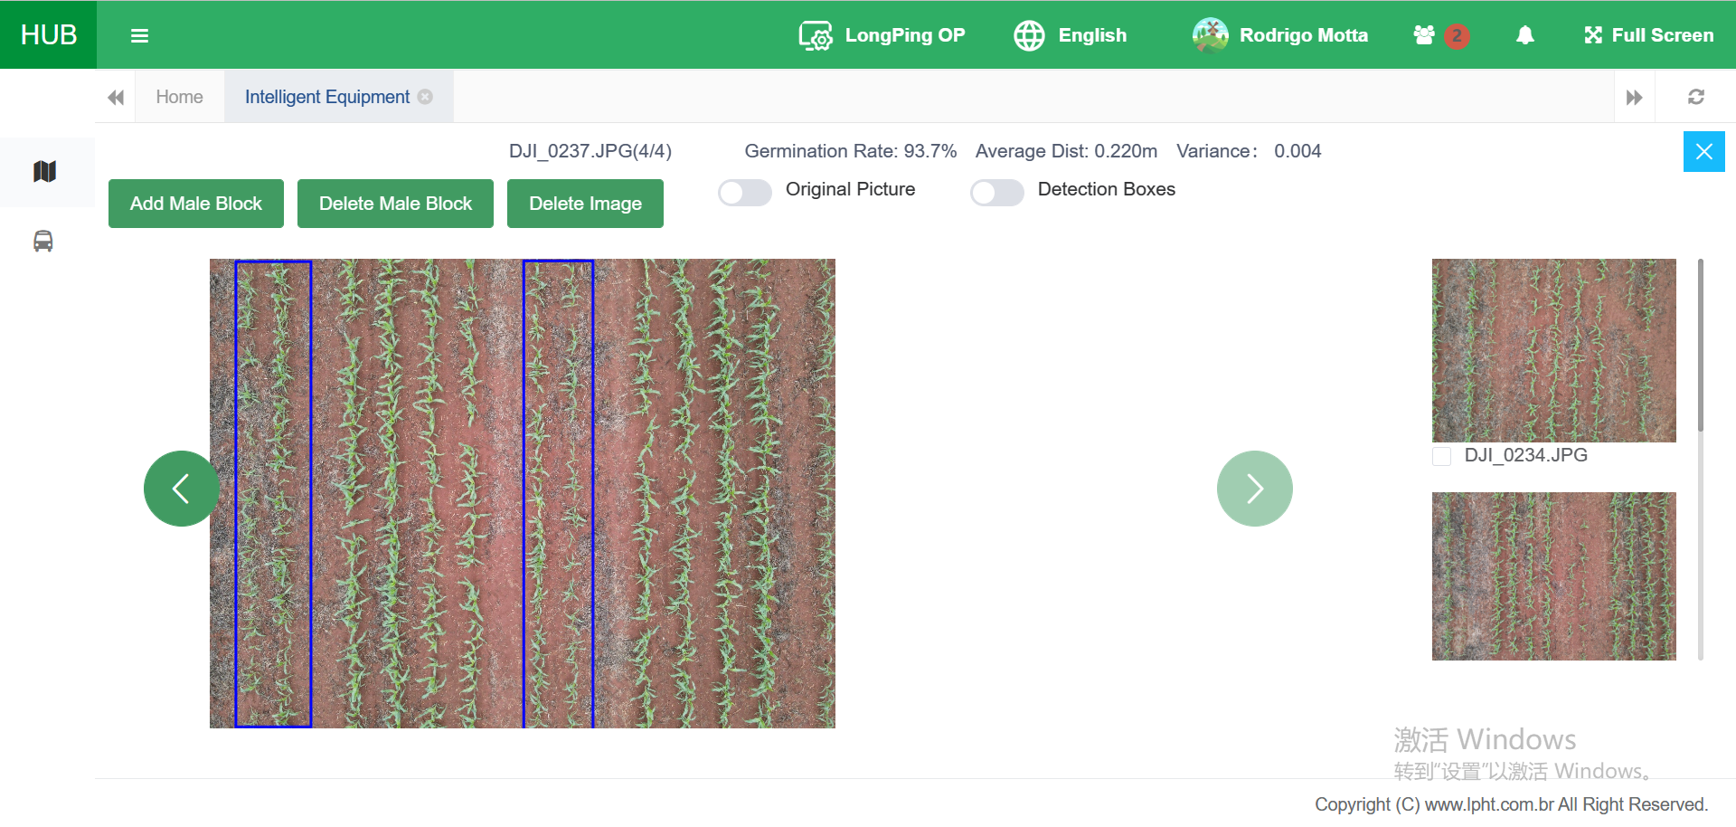 HUB
LongPing OP
English
Rodrigo Motta
2
Full Screen
Home
Intelligent Equipment
DJI_0237.JPG(4/4)
Germination Rate: 93.7% Average Dist: 0.220m Variance： 0.004
Add Male Block
Delete Male Block
Delete Image
Original Picture
Detection Boxes
DJI_0234.JPG
激活 Windows
转到“设置”以激活 Windows。
Copyright (C) www.lpht.com.br All Right Reserved.